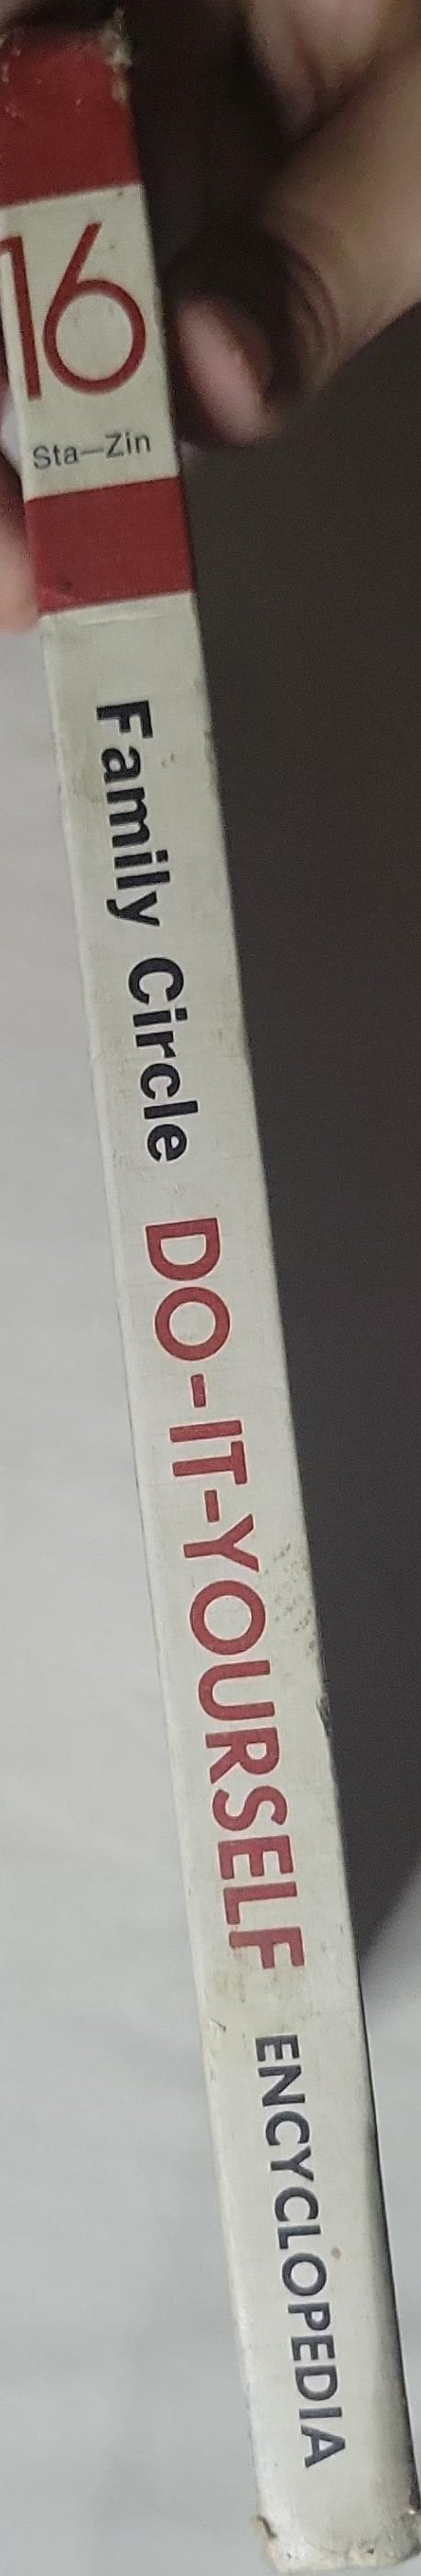 16
Sta—Zin
Family Circle DO-IT-YOURSELF ENCYCLOPEDIA